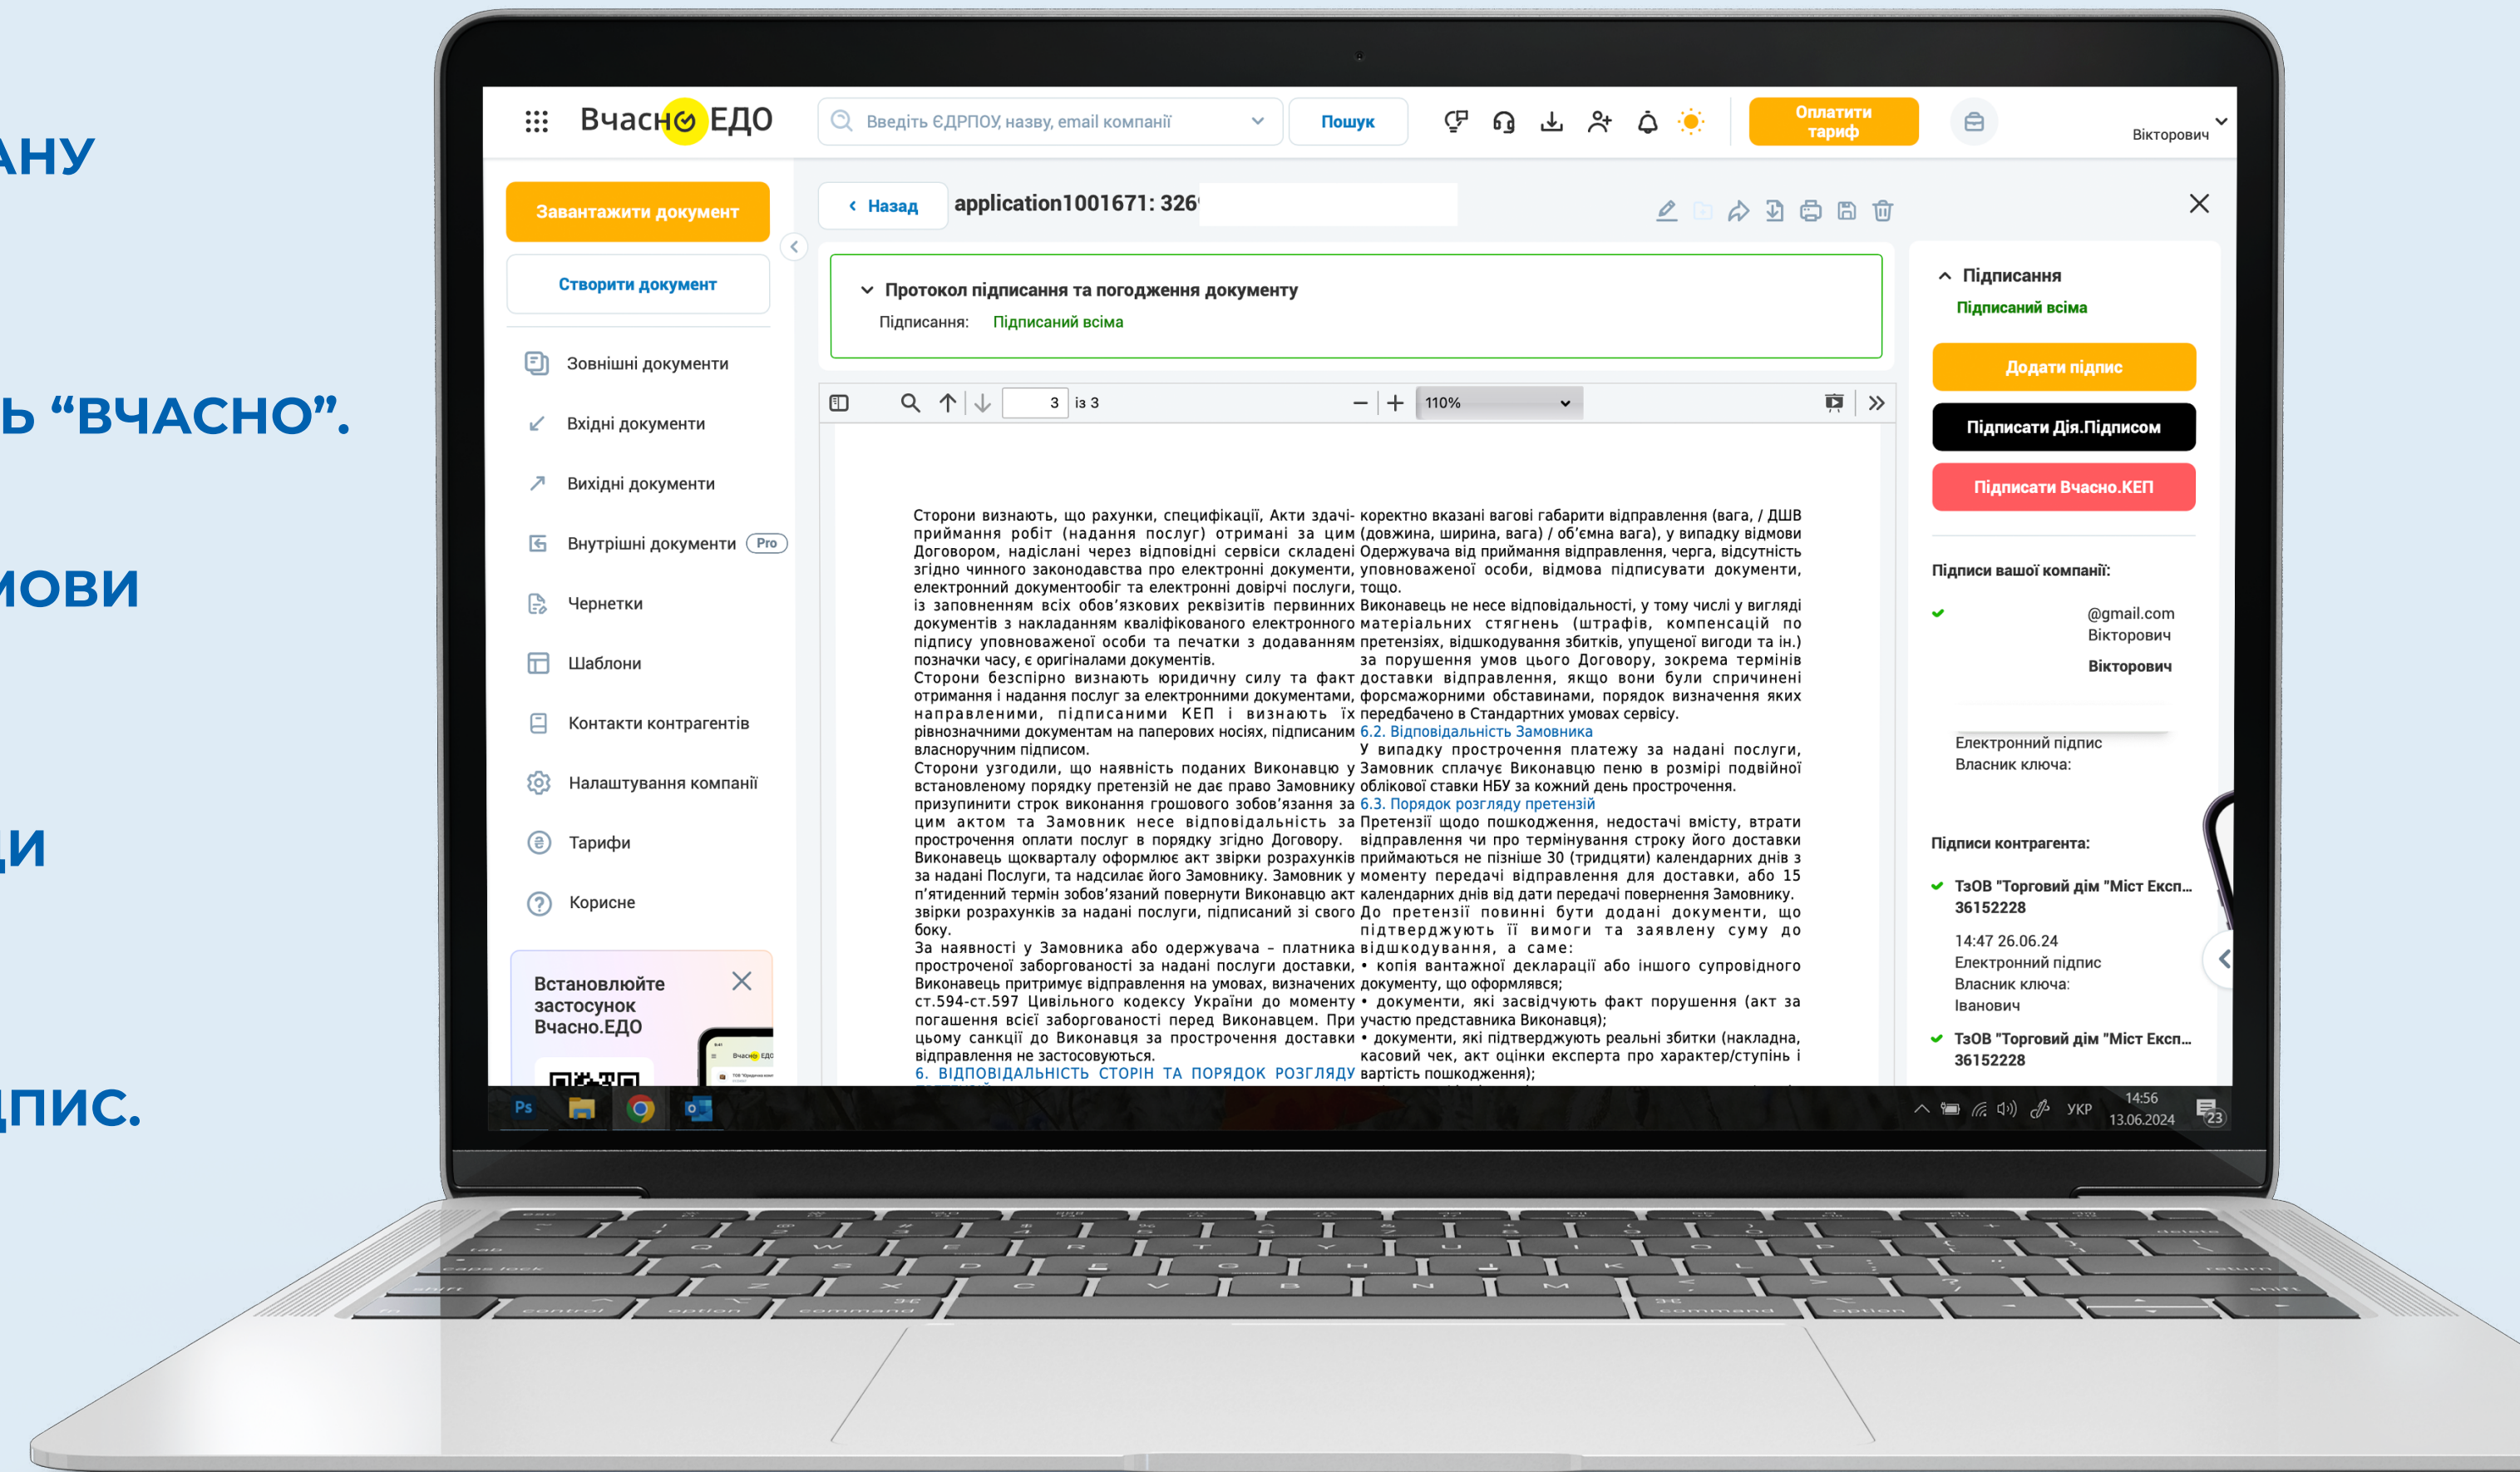 АНУ
Ь “ВЧАСНО”.
МОВИ
ДИ
ДПИС.
Вчасно ЕДО
Введіть ЄДРПОУ, назву, email компанії
Пошук
Оплатити
тариф
Вікторович
Завантажити документ
Створити документ
Зовнішні документи
Вхідні документи
Вихідні документи
Внутрішні документи Pro
Чернетки
Шаблони
Контакти контрагентів
Налаштування компанії
Тарифи
Корисне
Встановлюйте
застосунок
Вчасно.ЕДО
Вчасно ЕДО
Назад
application1001671: 326
Протокол підписання та погодження документу
Підписання: Підписаний всіма
3 із 3
110%
Сторони визнають, що рахунки, специфікації, Акти здачі-
приймання робіт (надання послуг) отримані за цим
Договором, надіслані через відповідні сервіси складені
згідно чинного законодавства про електронні документи,
електронний документообіг та електронні довірчі послуги,
із заповненням всіх обов’язкових реквізитів первинних
документів з накладанням кваліфікованого електронного
підпису уповноваженої особи та печатки з додаванням
позначки часу, є оригіналами документів.
Сторони безспірно визнають юридичну силу та факт
отримання і надання послуг за електронними документами,
направленими, підписаними КЕП і визнають їх
рівнозначними документам на паперових носіях, підписаним
власноручним підписом.
Сторони узгодили, що наявність поданих Виконавцю у
встановленому порядку претензій не дає право Замовнику
призупинити строк виконання грошового зобов’язання за
цим актом та Замовник несе відповідальність за
прострочення оплати послуг в порядку згідно Договору.
Виконавець щокварталу оформлює акт звірки розрахунків
за надані Послуги, та надсилає його Замовнику. Замовник у
п’ятиденний термін зобов’язаний повернути Виконавцю акт
звірки розрахунків за надані послуги, підписаний зі свого
боку.
За наявності у Замовника або одержувача – платника
простроченої заборгованості за надані послуги доставки,
Виконавець притримує відправлення на умовах, визначених
ст.594-ст.597 Цивільного кодексу України до моменту
погашення всієї заборгованості перед Виконавцем. При
цьому санкції до Виконавця за прострочення доставки
відправлення не застосовуються.
6. ВІДПОВІДАЛЬНІСТЬ СТОРІН ТА ПОРЯДОК РОЗГЛЯДУ
коректно вказані вагові габарити відправлення (вага, / ДШВ
(довжина, ширина, вага) / об’ємна вага), у випадку відмови
Одержувача від приймання відправлення, черга, відсутність
уповноваженої особи, відмова підписувати документи,
тощо.
Виконавець не несе відповідальності, у тому числі у вигляді
матеріальних стягнень (штрафів, компенсацій по
претензіях, відшкодування збитків, упущеної вигоди та ін.)
за порушення умов цього Договору, зокрема термінів
доставки відправлення, якщо вони були спричинені
форсмажорними обставинами, порядок визначення яких
передбачено в Стандартних умовах сервісу.
6.2. Відповідальність Замовника
У випадку прострочення платежу за надані послуги,
Замовник сплачує Виконавцю пеню в розмірі подвійної
облікової ставки НБУ за кожний день прострочення.
6.3. Порядок розгляду претензій
Претензії щодо пошкодження, недостачі вмісту, втрати
відправлення чи про термінування строку його доставки
приймаються не пізніше 30 (тридцяти) календарних днів з
моменту передачі відправлення для доставки, або 15
календарних днів від дати передачі повернення Замовнику.
До претензії повинні бути додані документи, що
підтверджують її вимоги та заявлену суму до
відшкодування, а саме:
• копія вантажної декларації або іншого супровідного
документу, що оформлявся;
• документи, які засвідчують факт порушення (акт за
участю представника Виконавця);
• документи, які підтверджують реальні збитки (накладна,
касовий чек, акт оцінки експерта про характер/ступінь і
вартість пошкодження);
Підписання
Підписаний всіма
Додати підпис
Підписати Дія.Підписом
Підписати Вчасно.КЕП
Підписи вашої компанії:
@gmail.com
Вікторович
Вікторович
Електронний підпис
Власник ключа:
Підписи контрагента:
ТзОВ "Торговий дім "Міст Експ...
36152228
14:47 26.06.24
Електронний підпис
Власник ключа:
Іванович
ТзОВ "Торговий дім "Міст Експ...
36152228
Ps
УКР
14:56
13.06.2024
23
tab Q W E R T Y U I O P
caps lock A S D F G H J K L return
shift Z X C V B N M shift
fn control option command command option
delete